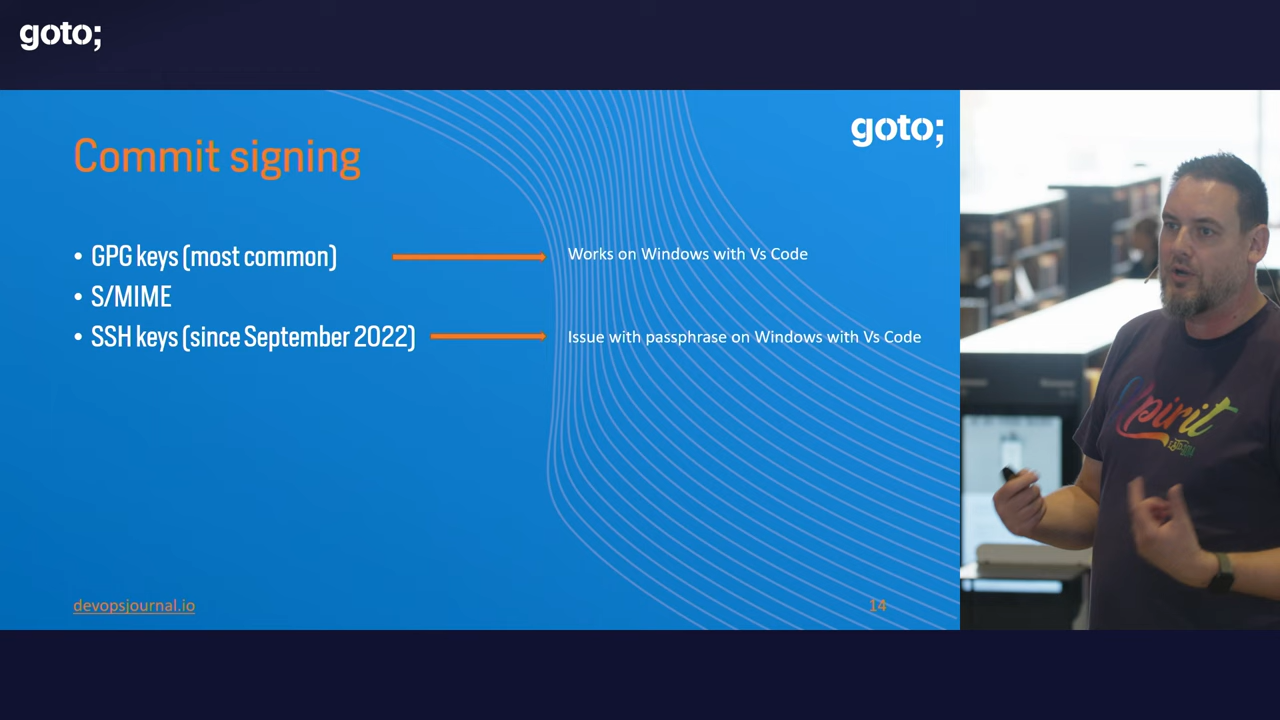 goto;
goto;
Commit signing
• GPG keys (most common)
Works on Windows with Vs Code
• S/MIME
• SSH keys (since September 2022)
Issue with passphrase on Windows with Vs Code
devopsjournal.io
14
Xpirit